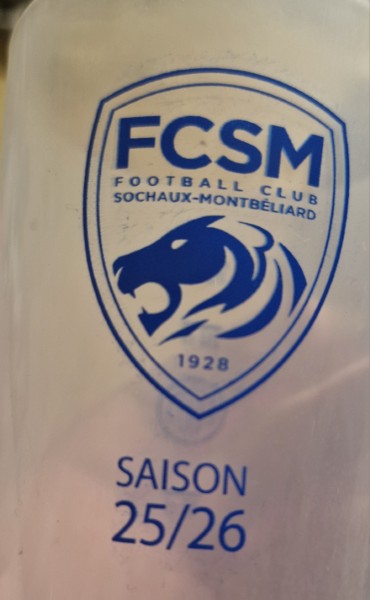 FCSM
FOOTBALL CLUB
SOCHAUX-MONTBÉLIARD
1928
SAISON
25/26